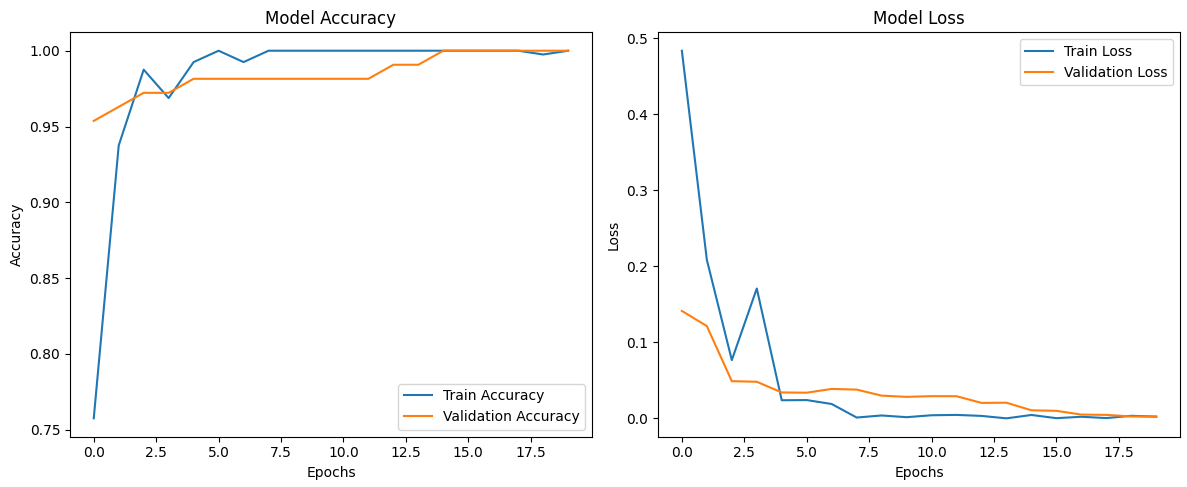 Model Accuracy
1.00
0.95
0.90
0.85
0.80
0.75
Accuracy
0.0 2.5 5.0 7.5 10.0 12.5 15.0 17.5
Epochs
Train Accuracy
Validation Accuracy
Model Loss
0.5
0.4
0.3
0.2
0.1
0.0
Loss
0.0 2.5 5.0 7.5 10.0 12.5 15.0 17.5
Epochs
Train Loss
Validation Loss